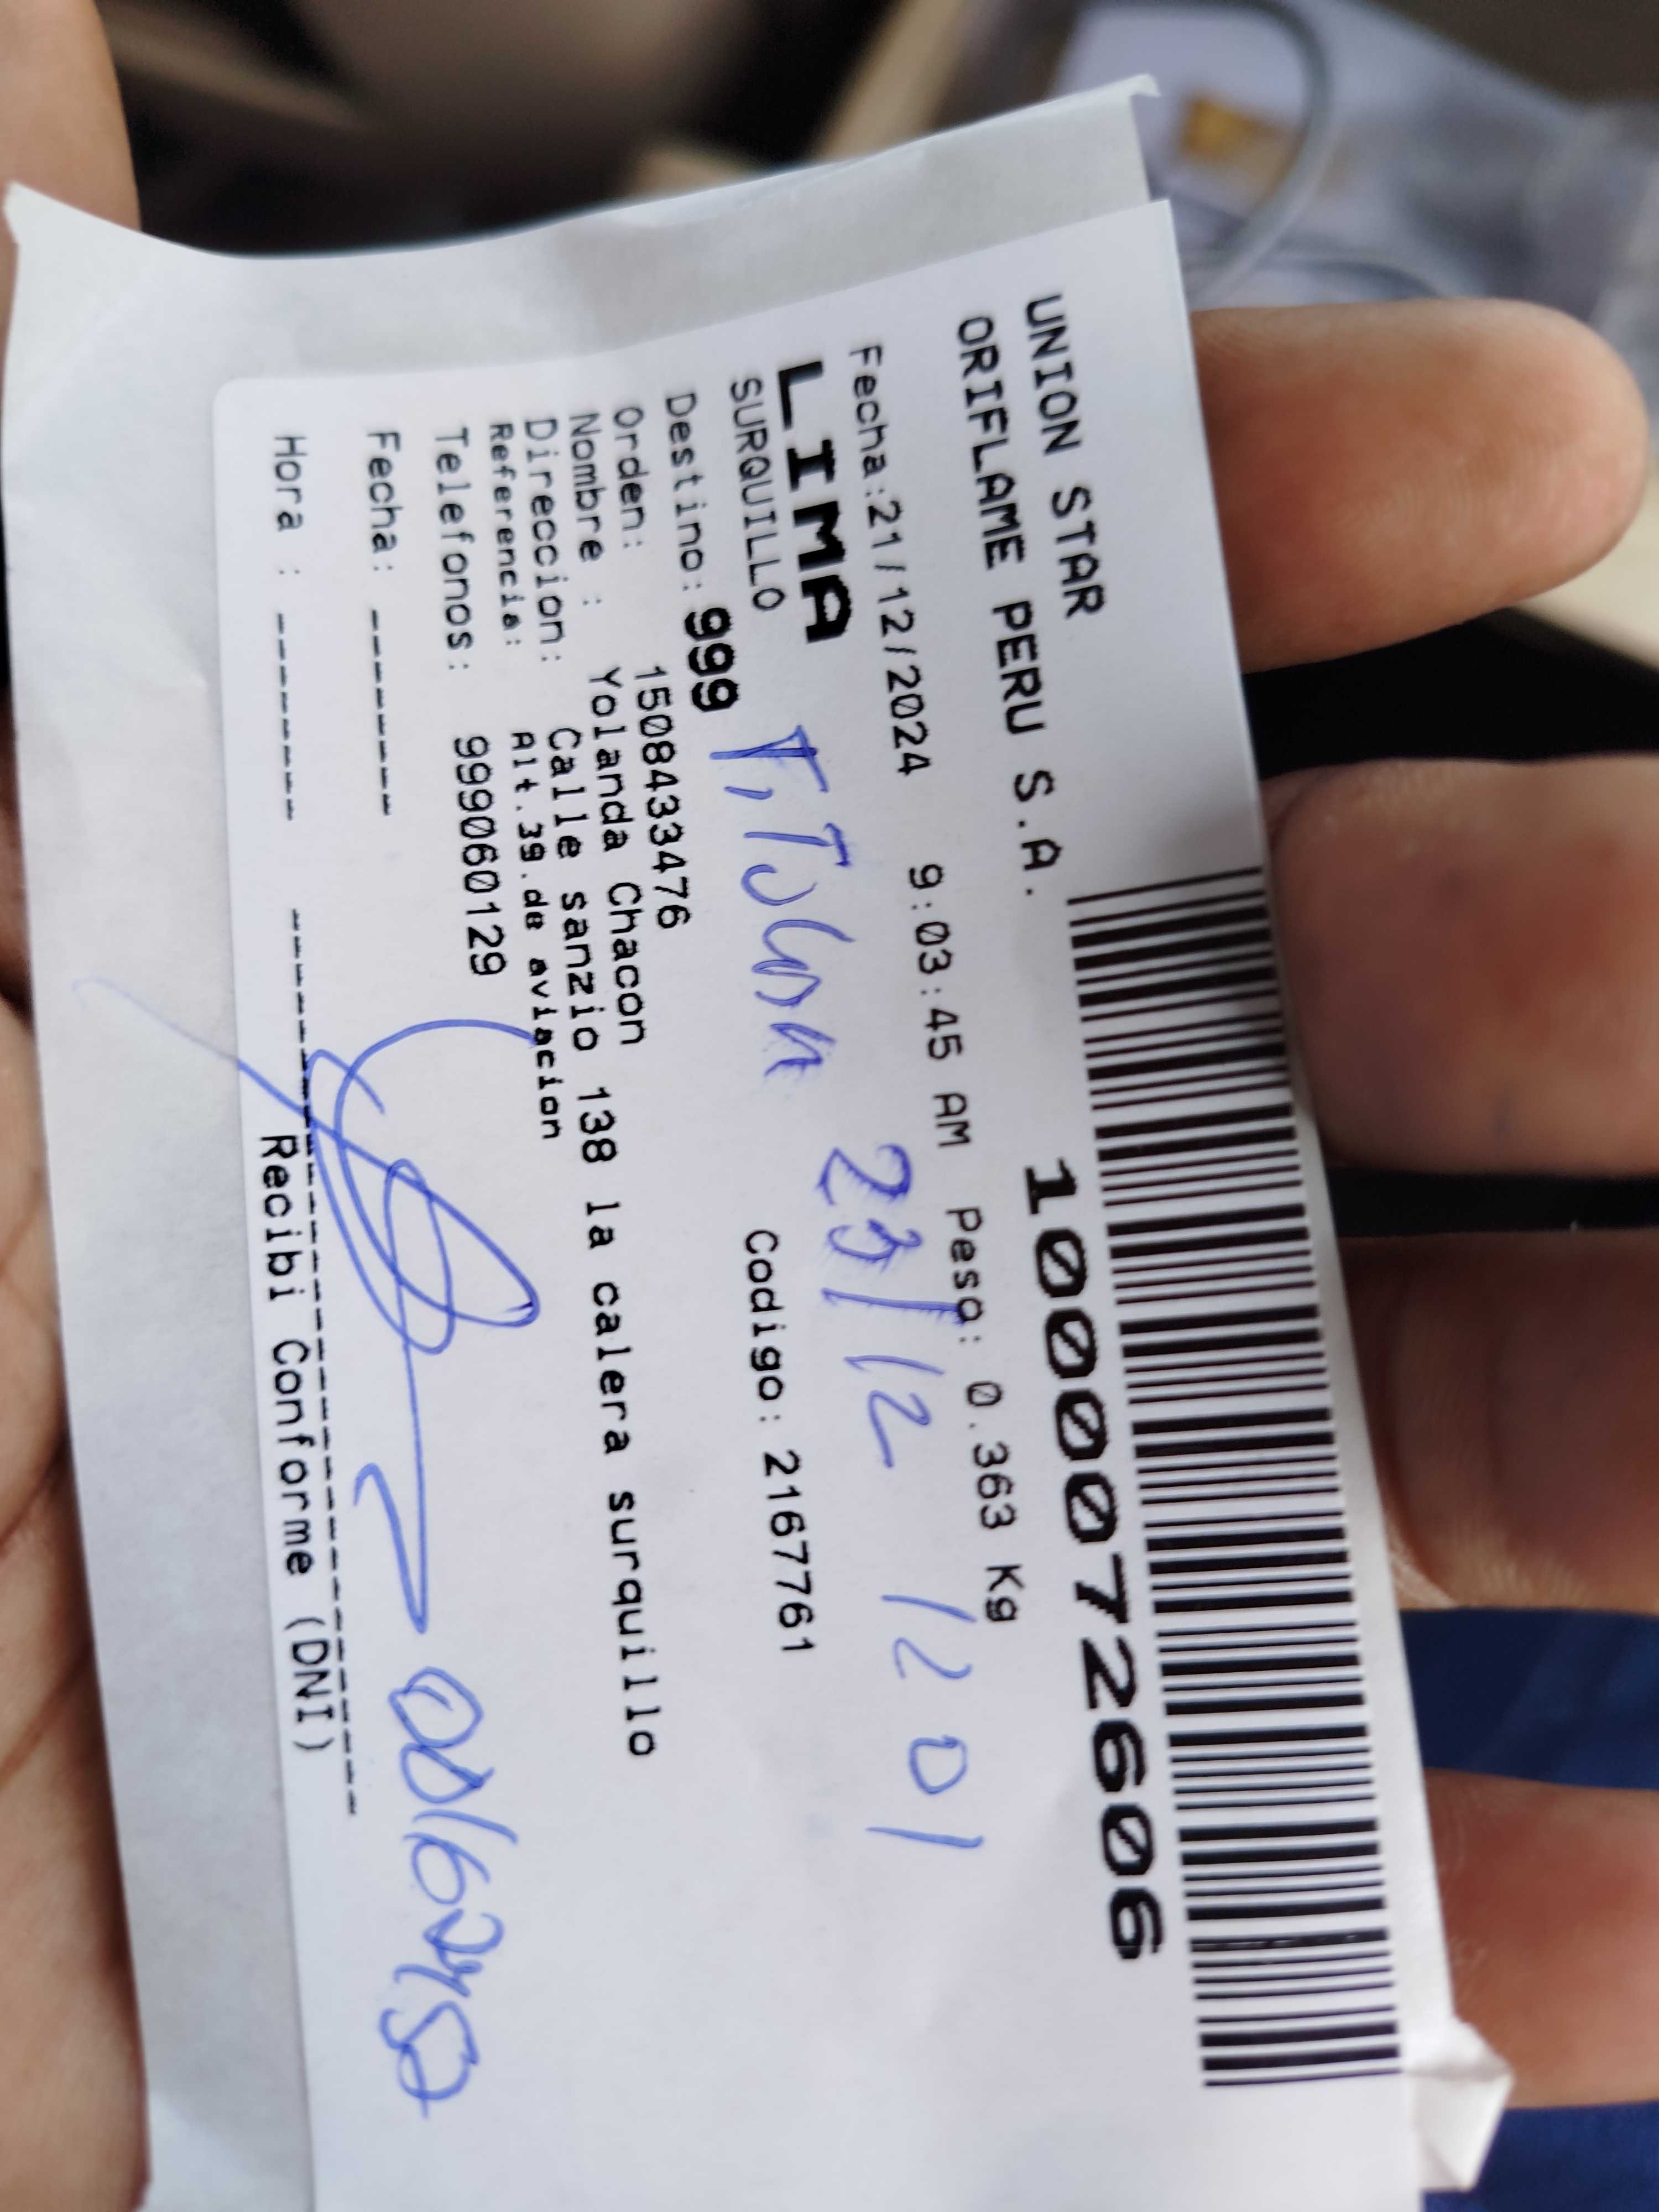 UNION STAR
ORIFLAME PERU S.A.
10000072606
Fecha:21/12/2024 9:03:45 AM Peso: 0.363 Kg
LIMA
23/12 1201
SURQUILLO
Codigo: 2167761
Destino: 999
Orden: 1508433476
Nombre : Yolanda Chacon
Direccion: Calle sanzio 138 la calera surquillo
Referencia: Alt.39.de aviacion
Telefonos: 999060129
Fecha: ------
Hora : ------
Recibi Conforme (DNI)